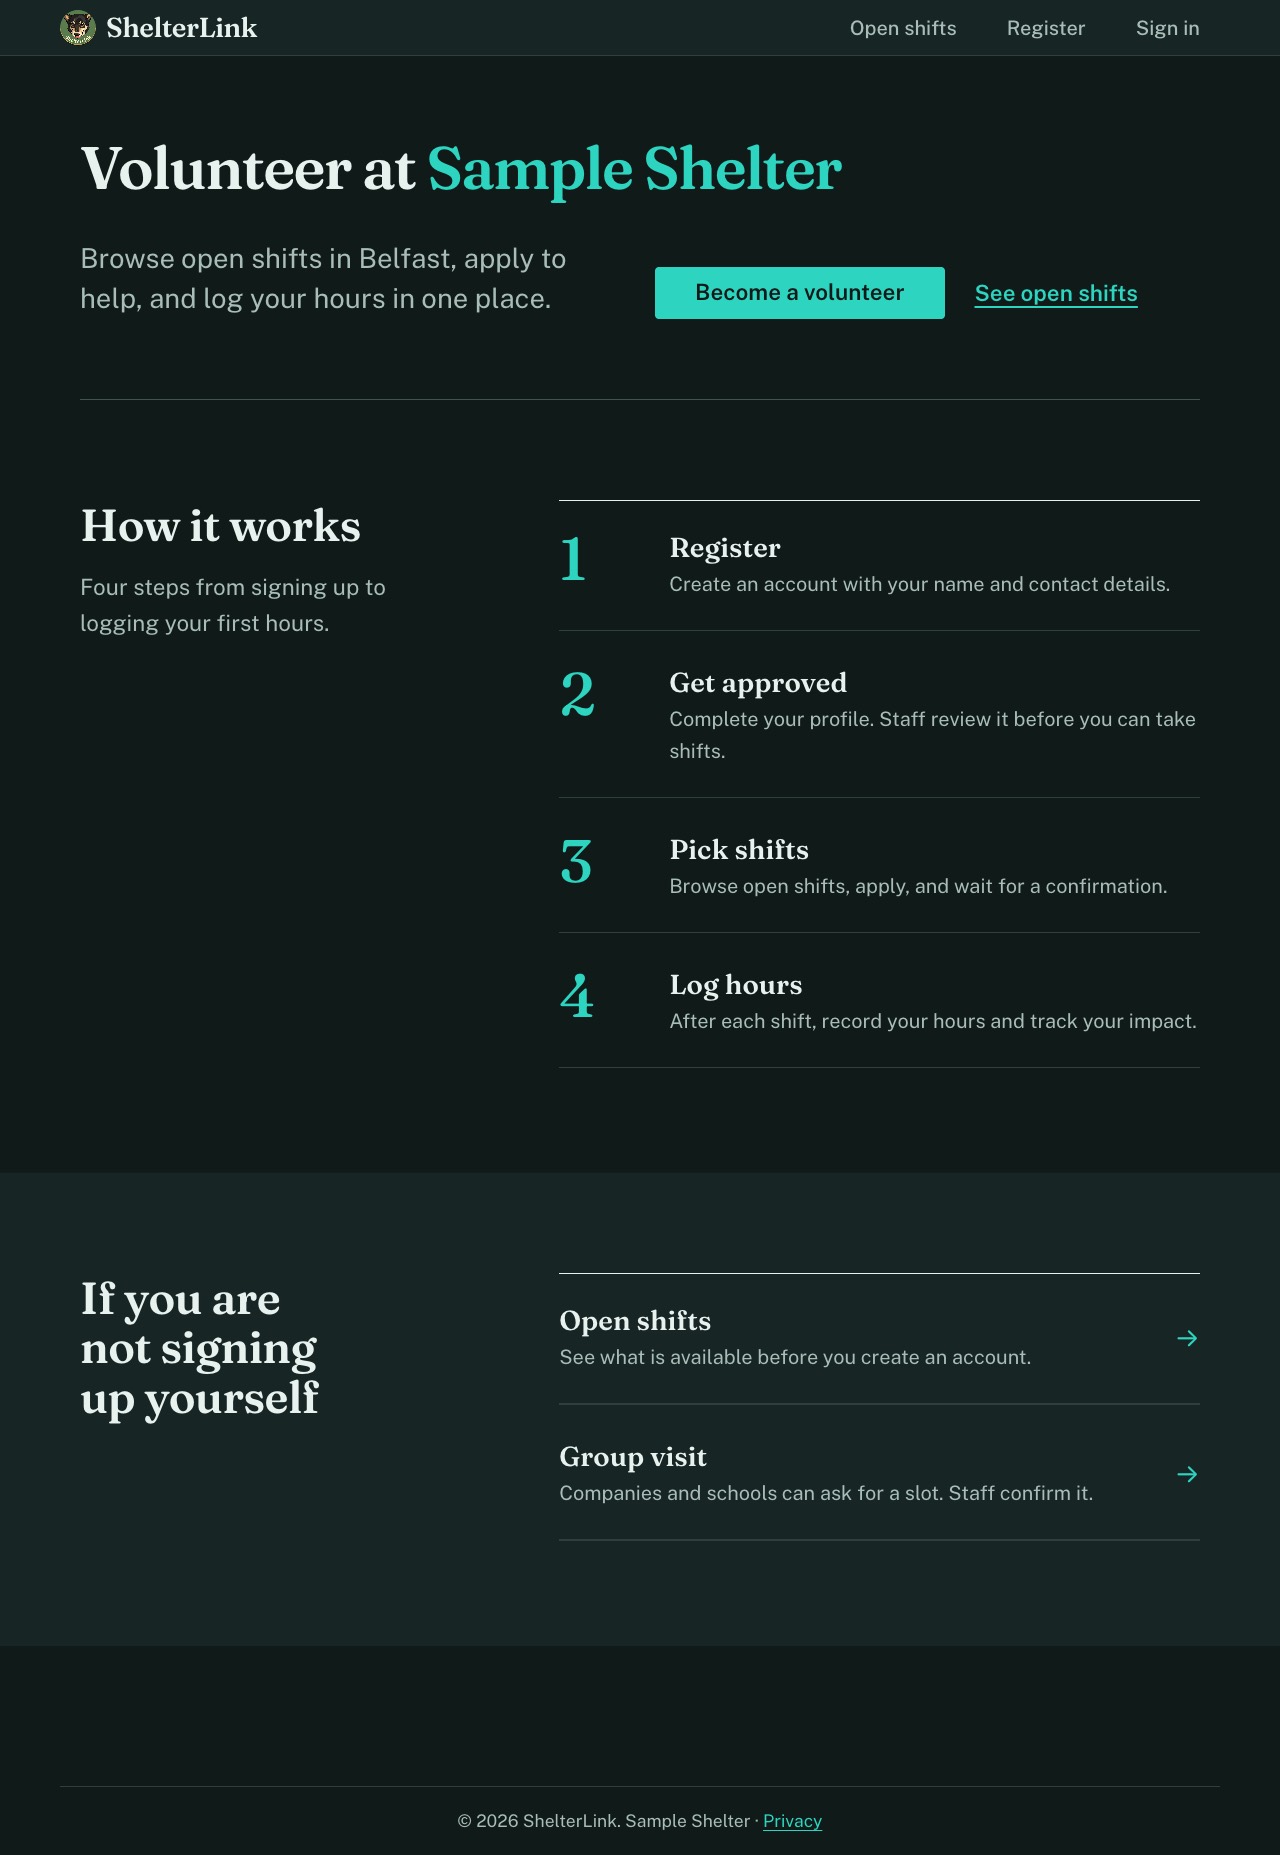 ShelterLink
Open shifts
Register
Sign in
Volunteer at Sample Shelter
Browse open shifts in Belfast, apply to
help, and log your hours in one place.
Become a volunteer
See open shifts
How it works
Four steps from signing up to
logging your first hours.
1
Register
Create an account with your name and contact details.
2
Get approved
Complete your profile. Staff review it before you can take
shifts.
3
Pick shifts
Browse open shifts, apply, and wait for a confirmation.
4
Log hours
After each shift, record your hours and track your impact.
If you are
not signing
up yourself
Open shifts
See what is available before you create an account.
Group visit
Companies and schools can ask for a slot. Staff confirm it.
© 2026 ShelterLink. Sample Shelter · Privacy